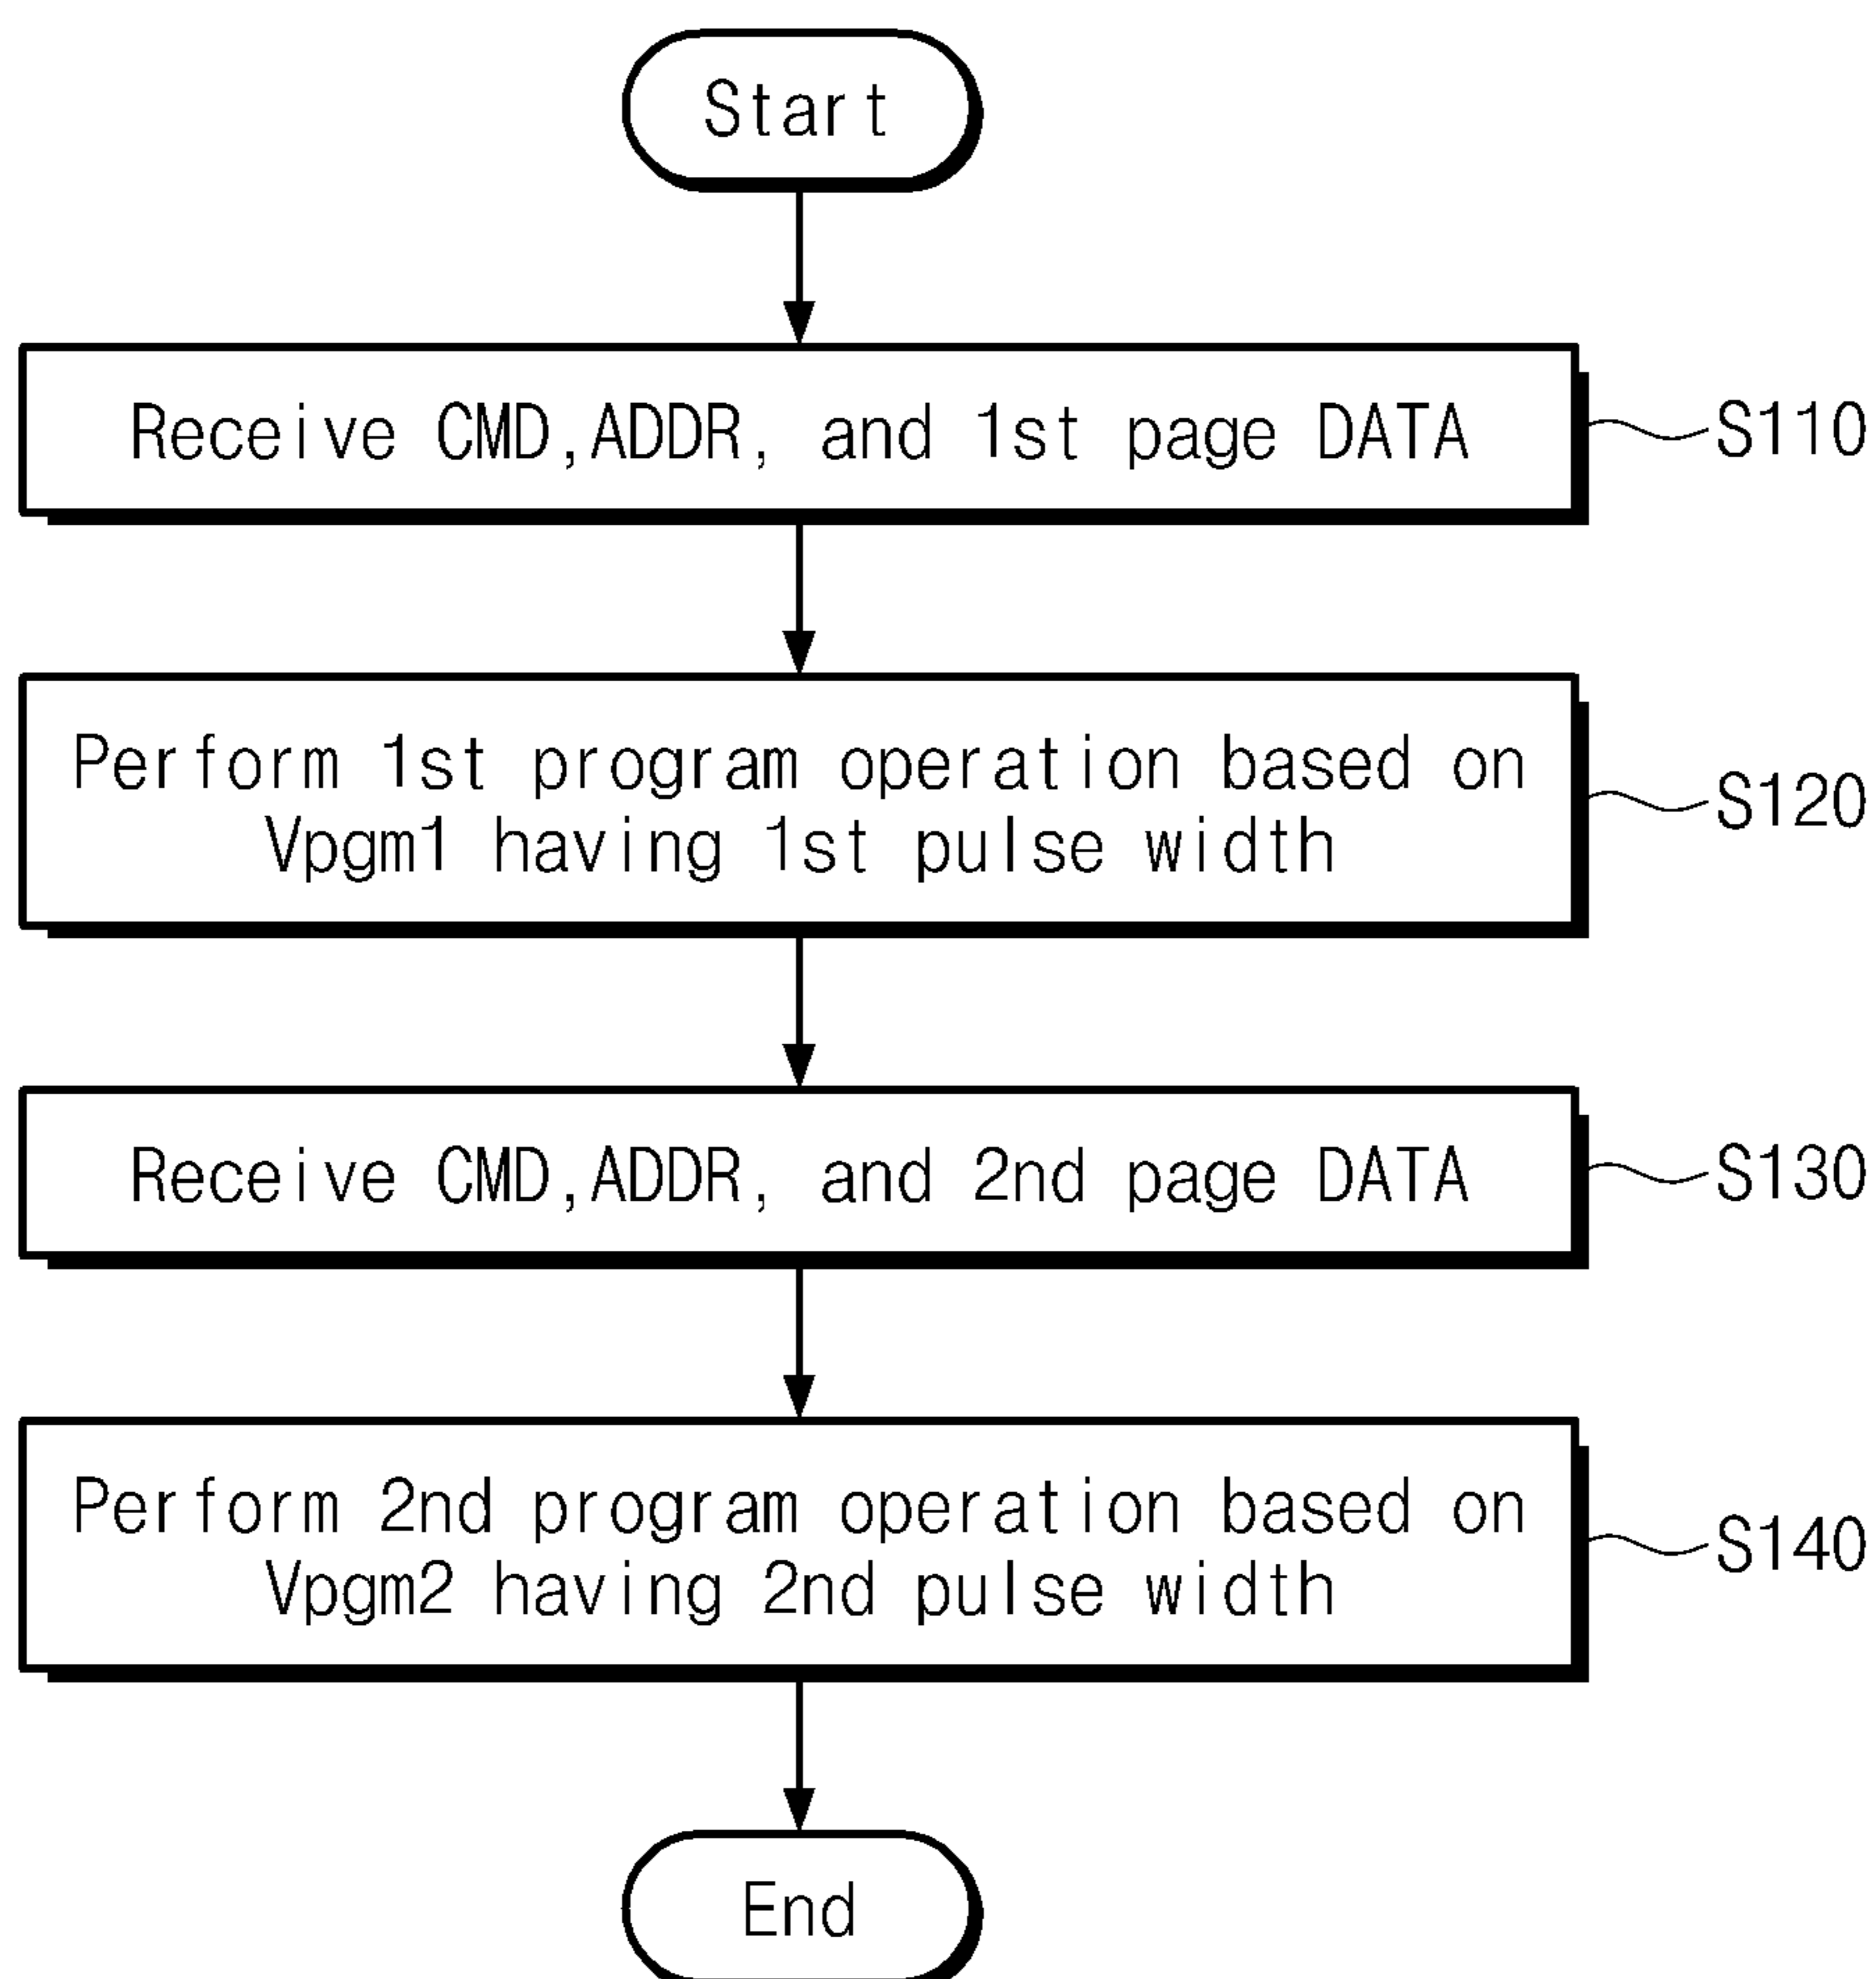 Start
Receive CMD,ADDR, and 1st page DATA
S110
Perform 1st program operation based on
Vpgm1 having 1st pulse width
S120
Receive CMD,ADDR, and 2nd page DATA
S130
Perform 2nd program operation based on
Vpgm2 having 2nd pulse width
S140
End